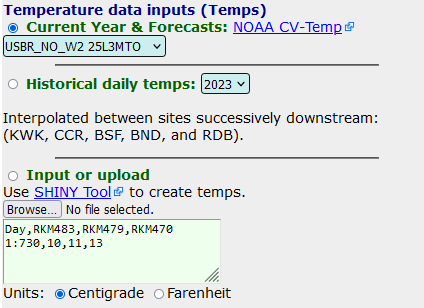 Temperature data inputs (Temps)
Current Year & Forecasts: NOAA CV-Temp
USBR_NO_W2 25L3MTO
Historical daily temps: 2023
Interpolated between sites successively downstream:
(KWK, CCR, BSF, BND, and RDB).
Input or upload
Use SHINY Tool to create temps.
Browse... No file selected.
Day,RKM483,RKM479,RKM470
1:730,10,11,13
Units: Centigrade Farenheit